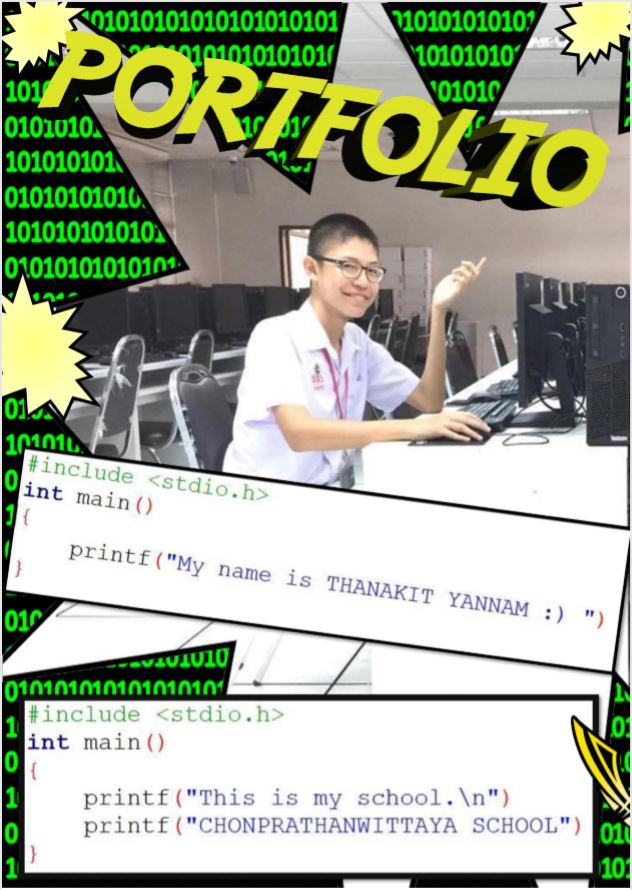 PORTFOLIO
#include <stdio.h>
int main()
{
printf("My name is THANAKIT YANNAM :) ")
}
#include <stdio.h>
int main()
{
printf("This is my school.\n")
printf("CHONPRATHANWITTAYA SCHOOL")
}